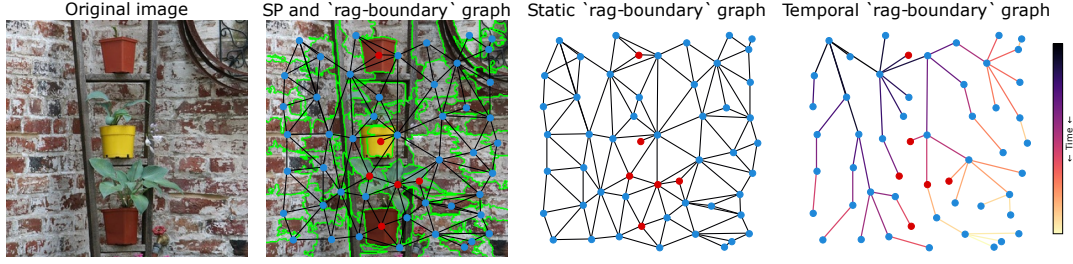 Original image
SP and `rag-boundary` graph
Static `rag-boundary` graph
Temporal `rag-boundary` graph
← Time ←